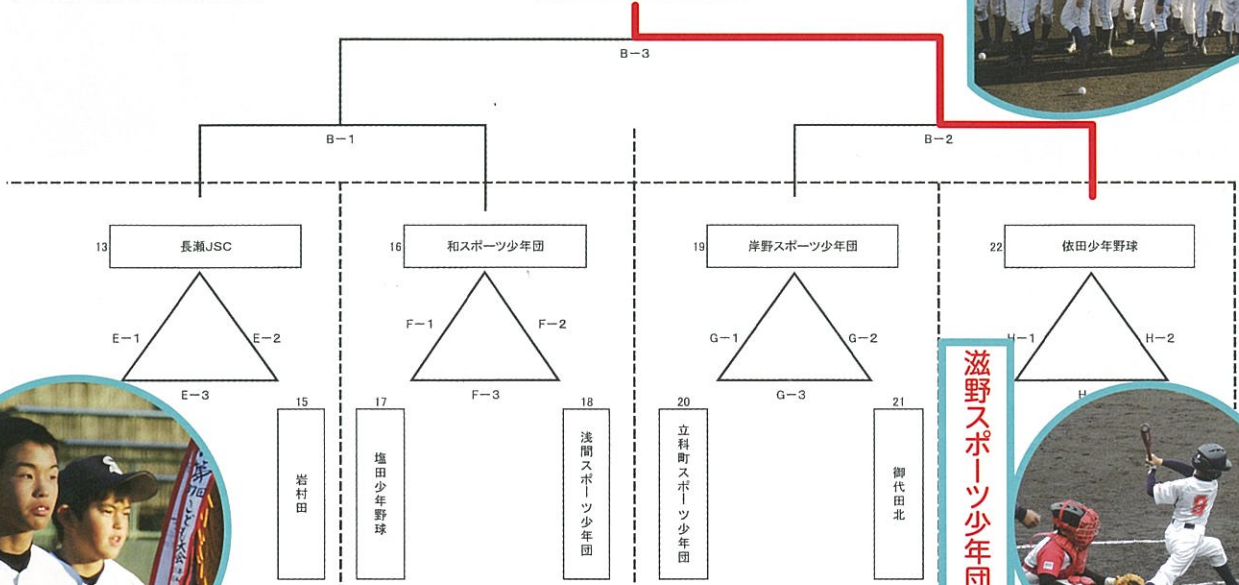 B-3
B-1
B-2
13
長瀬JSC
16
和スポーツ少年団
19
岸野スポーツ少年団
22
依田少年野球
E-1
E-2
E-3
F-1
F-2
F-3
G-1
G-2
G-3
H-1
H-2
H
15
岩村田
17
塩田少年野球
18
浅間スポーツ少年団
20
立科町スポーツ少年団
21
御代田北
滋野スポーツ少年団
9